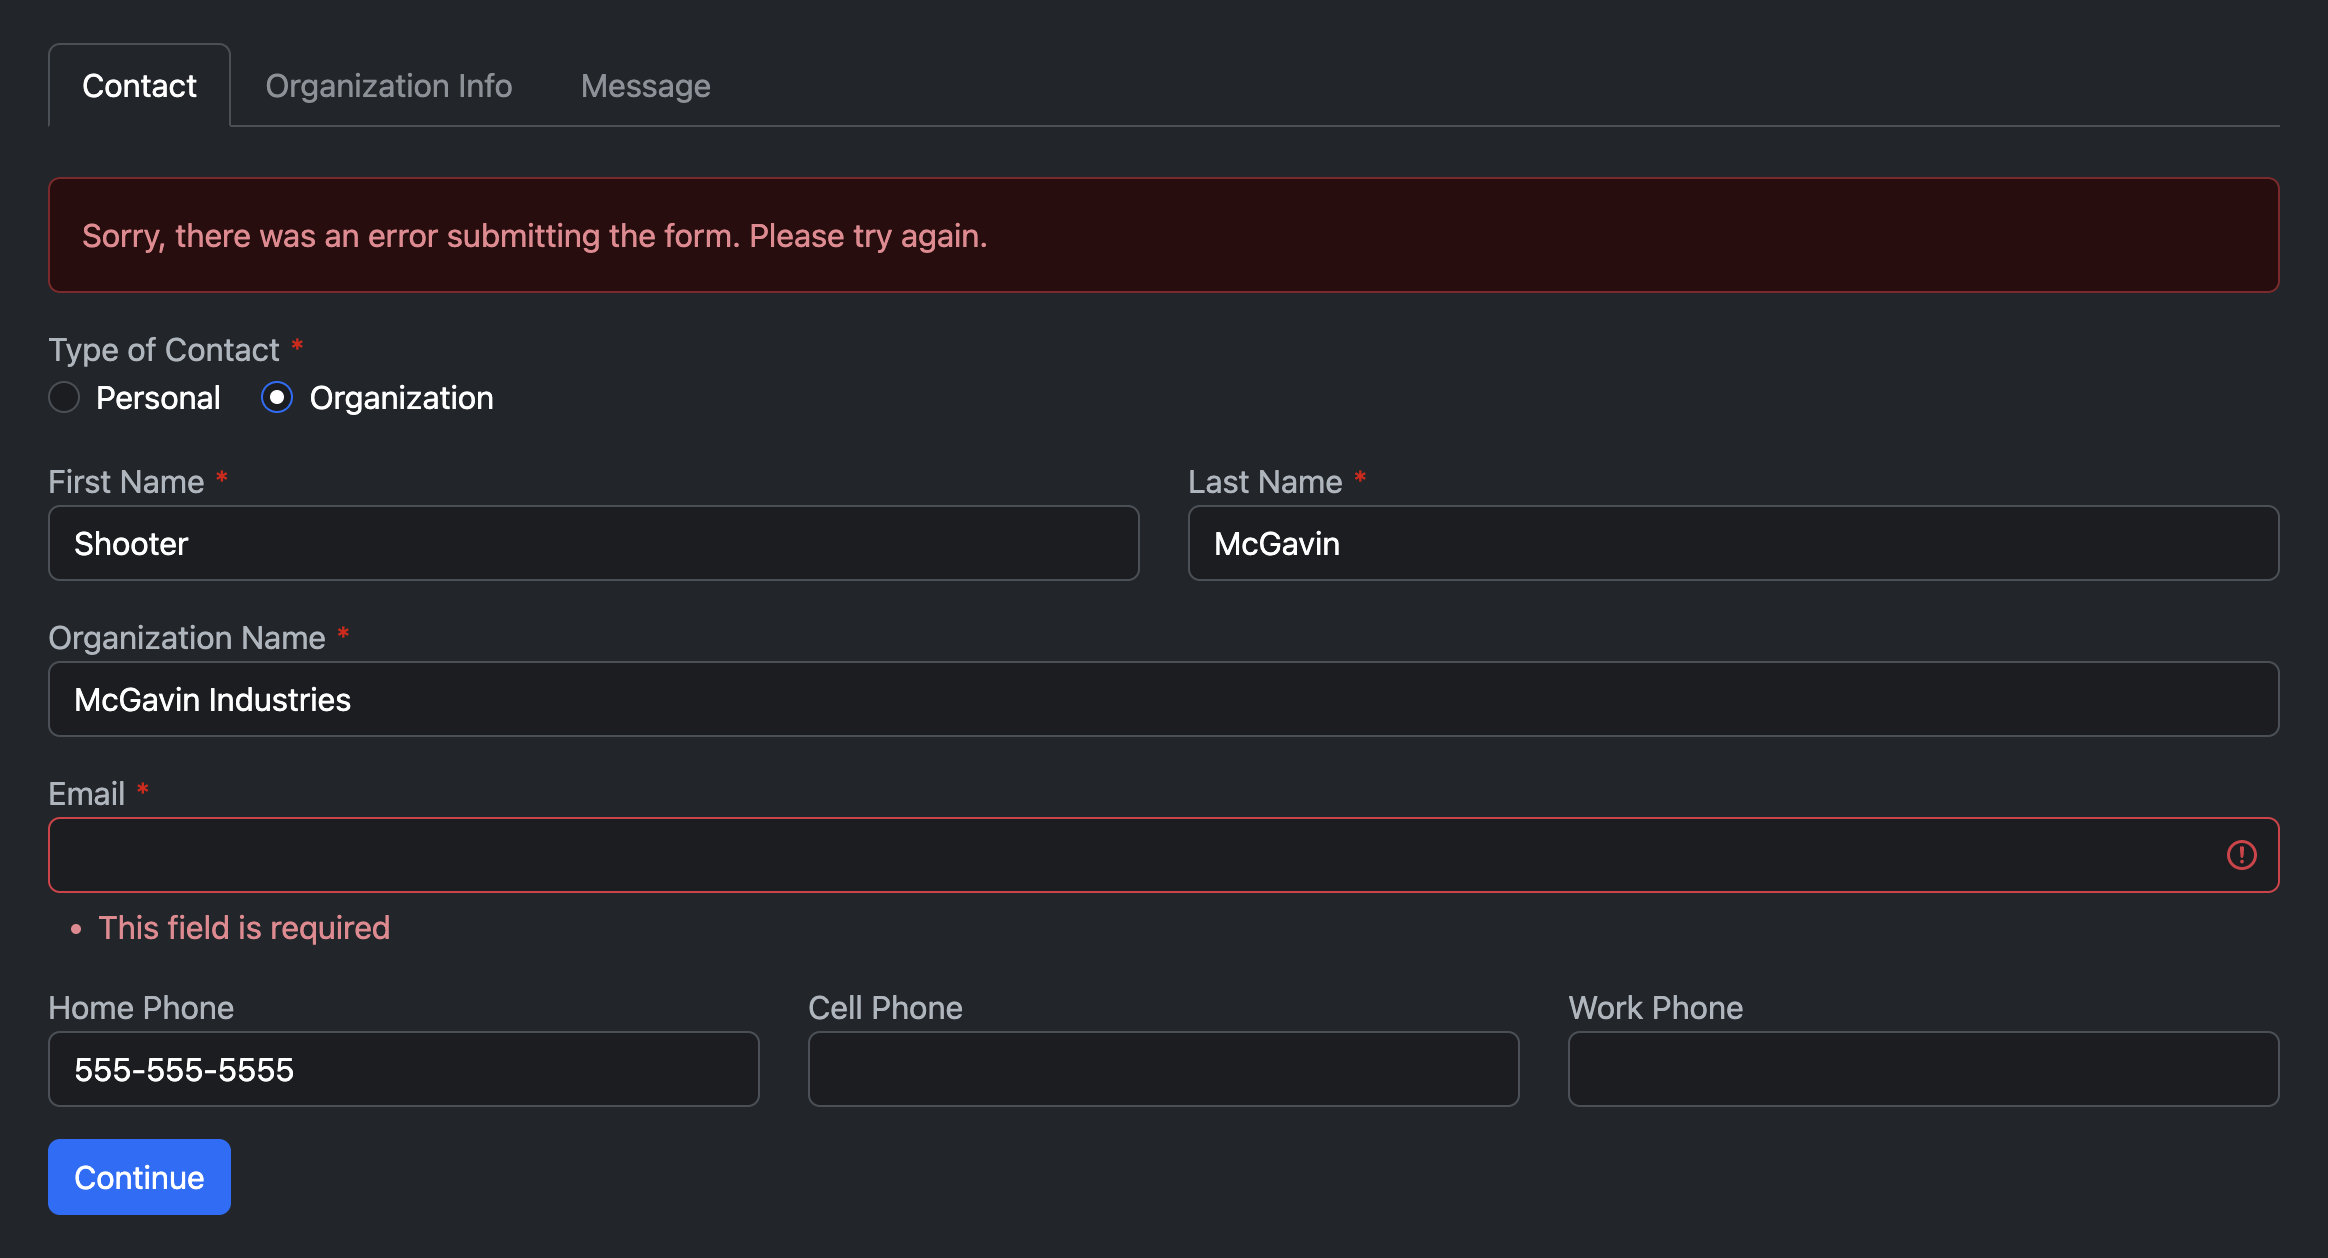 Contact Organization Info Message
Sorry, there was an error submitting the form. Please try again.
Type of Contact *
Personal Organization
First Name * Last Name *
Shooter McGavin
Organization Name *
McGavin Industries
Email *
• This field is required
Home Phone Cell Phone Work Phone
555-555-5555
Continue